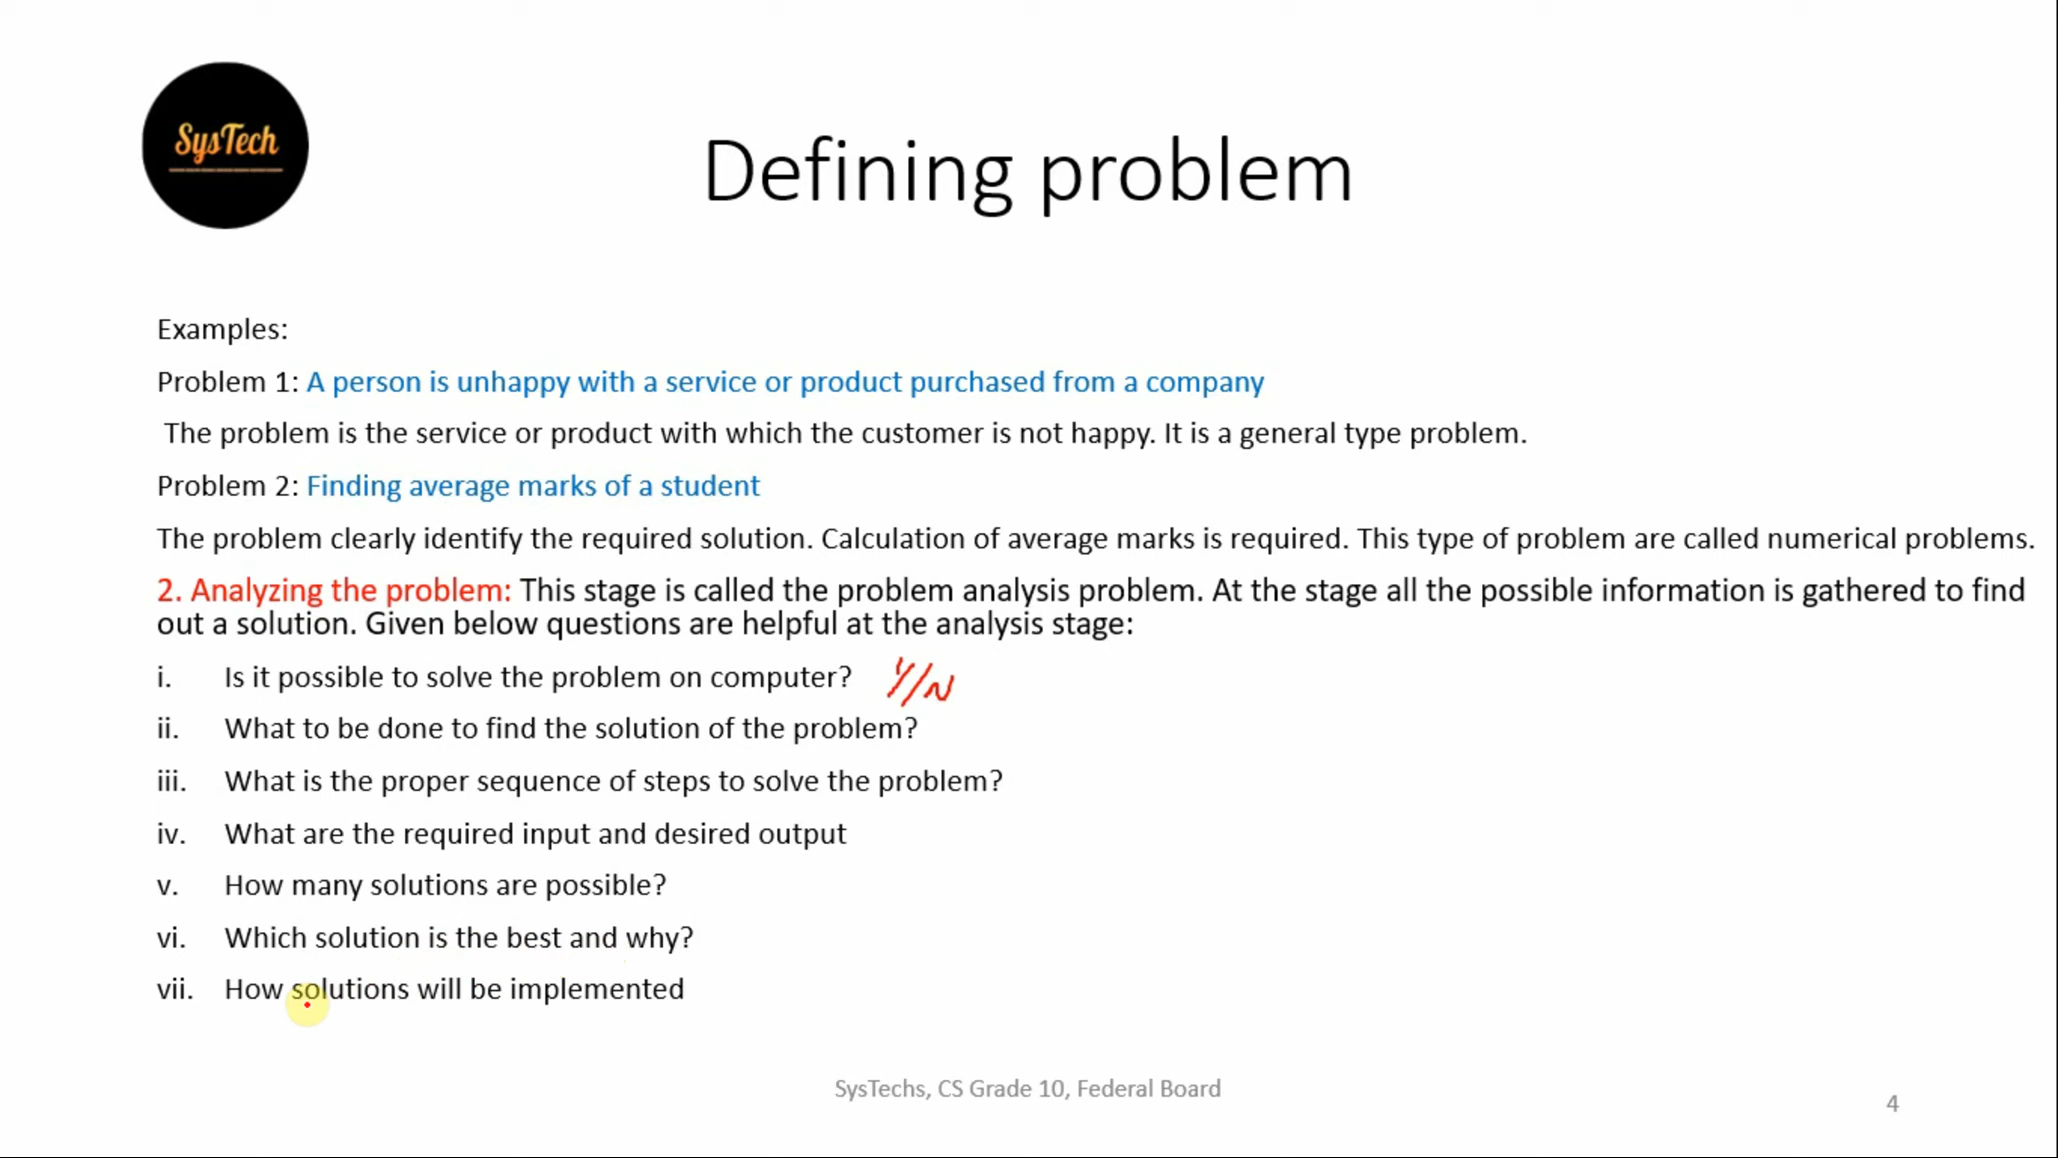 SysTech
Defining problem
Examples:
Problem 1: A person is unhappy with a service or product purchased from a company
The problem is the service or product with which the customer is not happy. It is a general type problem.
Problem 2: Finding average marks of a student
The problem clearly identify the required solution. Calculation of average marks is required. This type of problem are called numerical problems.
2. Analyzing the problem: This stage is called the problem analysis problem. At the stage all the possible information is gathered to find
out a solution. Given below questions are helpful at the analysis stage:
i. Is it possible to solve the problem on computer? Y/N
ii. What to be done to find the solution of the problem?
iii. What is the proper sequence of steps to solve the problem?
iv. What are the required input and desired output
v. How many solutions are possible?
vi. Which solution is the best and why?
vii. How solutions will be implemented
SysTechs, CS Grade 10, Federal Board
4